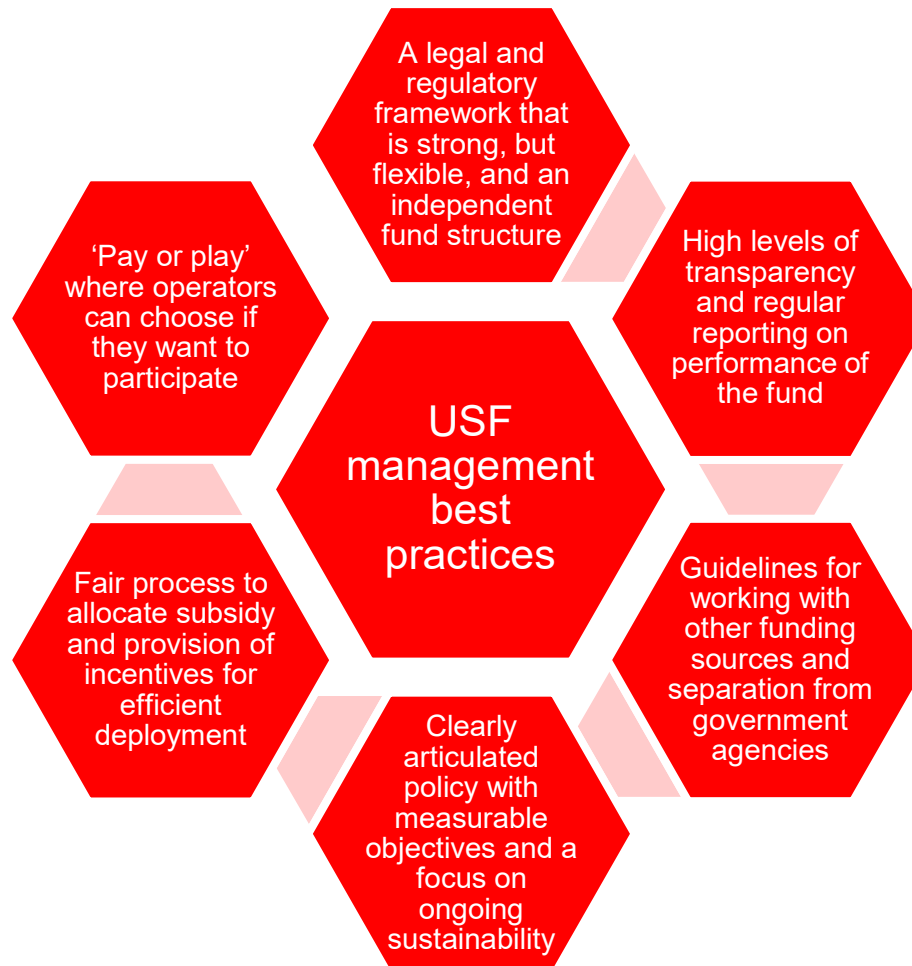 A legal and
regulatory
framework that
is strong, but
flexible, and an
independent
fund structure
High levels of
transparency
and regular
reporting on
performance of
the fund
Guidelines for
working with
other funding
sources and
separation from
government
agencies
Clearly
articulated
policy with
measurable
objectives and a
focus on
ongoing
sustainability
Fair process to
allocate subsidy
and provision of
incentives for
efficient
deployment
‘Pay or play’
where operators
can choose if
they want to
participate
USF
management
best
practices